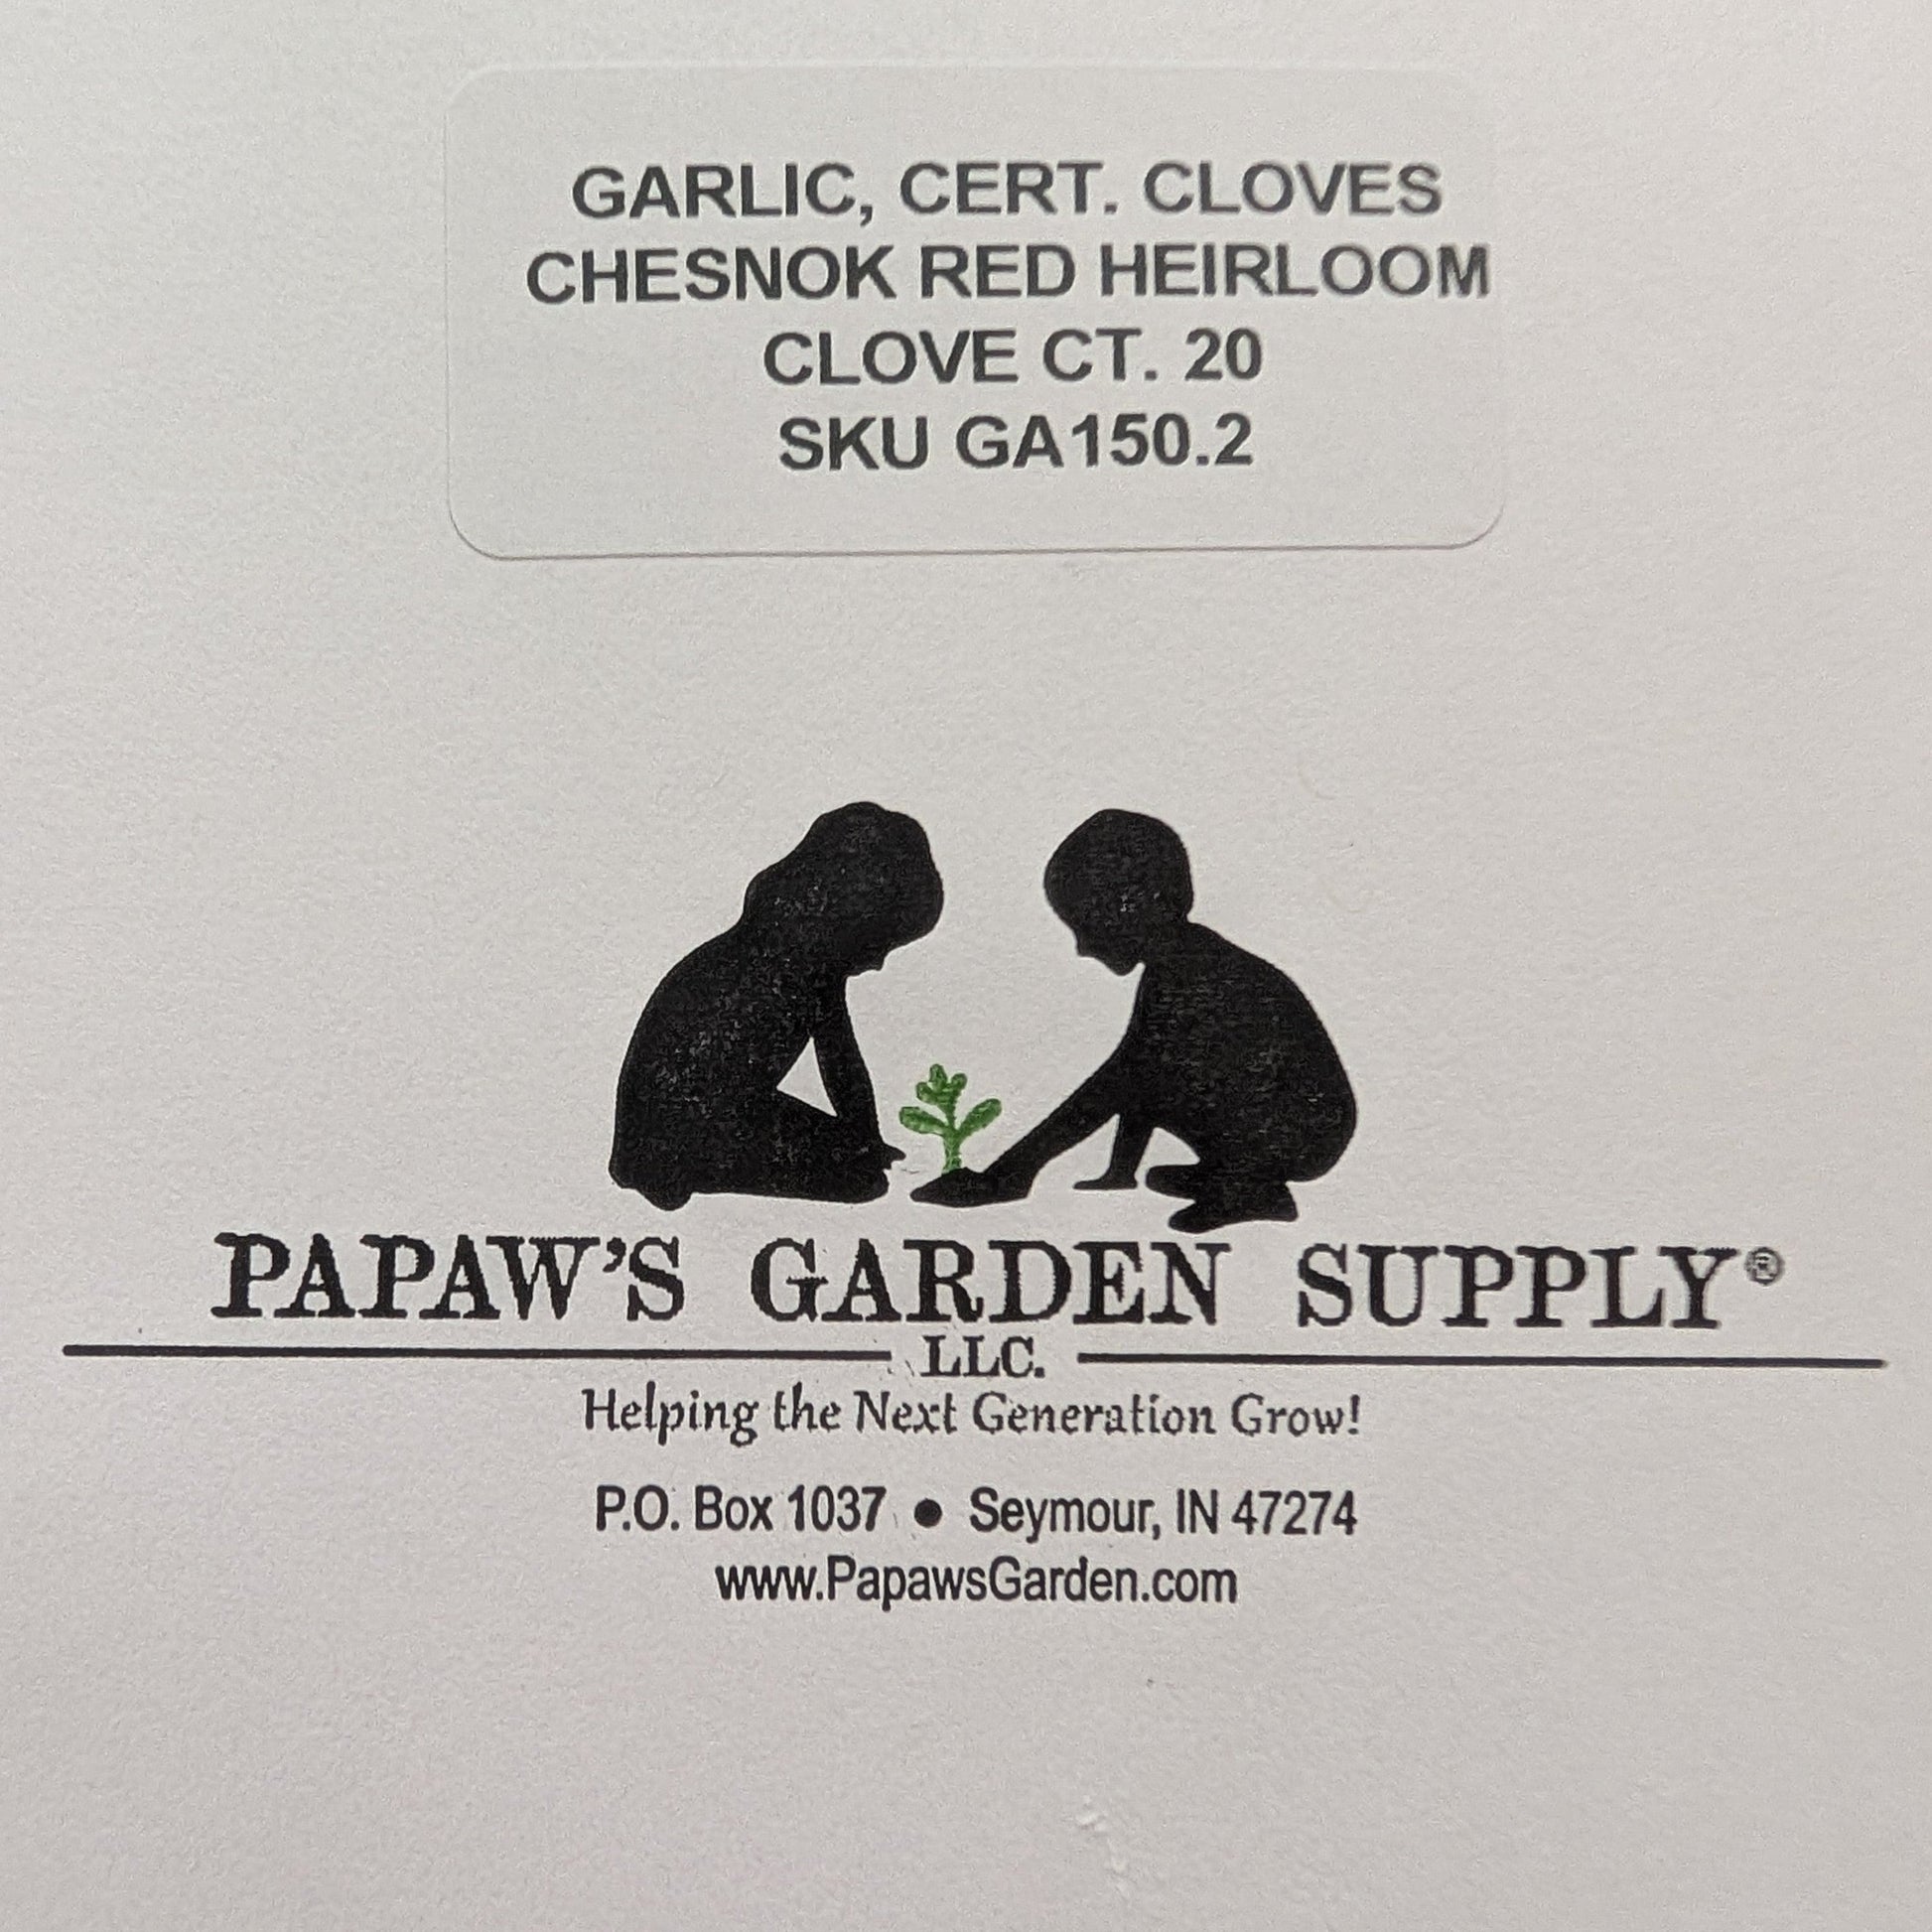 GARLIC, CERT. CLOVES
CHESNOK RED HEIRLOOM
CLOVE CT. 20
SKU GA150.2
PAPAW'S GARDEN SUPPLY®
LLC.
Helping the Next Generation Grow!
P.O. Box 1037 ● Seymour, IN 47274
www.PapawsGarden.com